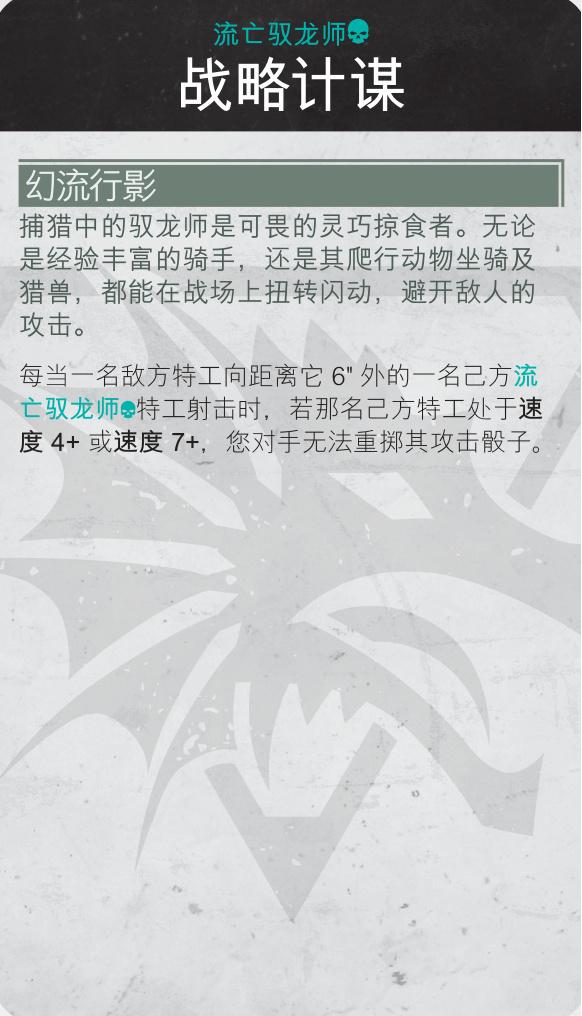 流亡驭龙师
战略计谋
幻流行影
捕猎中的驭龙师是可畏的灵巧掠食者。无论
是经验丰富的骑手，还是其爬行动物坐骑及
猎兽，都能在战场上扭转闪动，避开敌人的
攻击。
每当一名敌方特工向距离它 6" 外的一名己方流
亡驭龙师特工射击时，若那名己方特工处于速
度 4+ 或速度 7+，您对手无法重掷其攻击骰子。